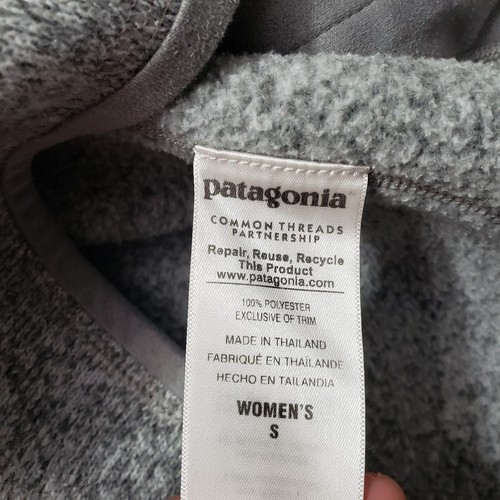 patagonia
COMMON THREADS
PARTNERSHIP
Repair, Reuse, Recycle
This Product
www.patagonia.com
100% POLYESTER
EXCLUSIVE OF TRIM
MADE IN THAILAND
FABRIQUÉ EN THAÏLANDE
HECHO EN TAILANDIA
WOMEN'S
S